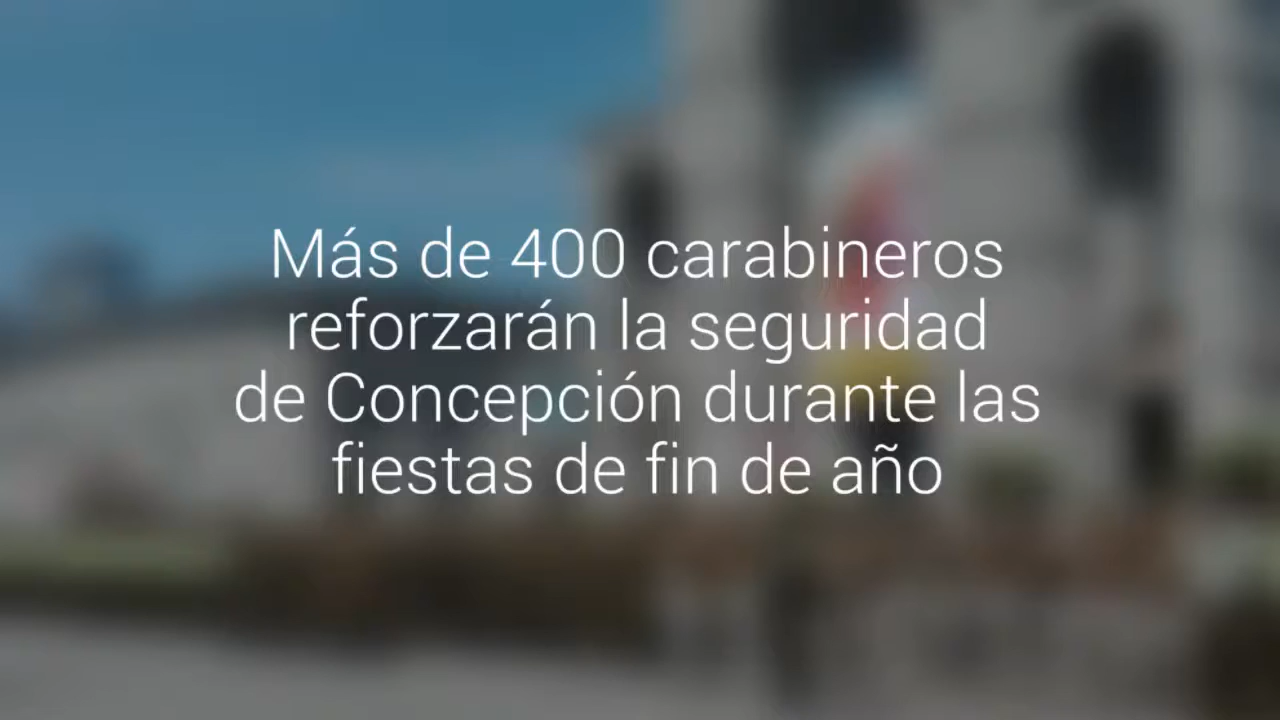 Más de 400 carabineros
reforzarán la seguridad
de Concepción durante las
fiestas de fin de año